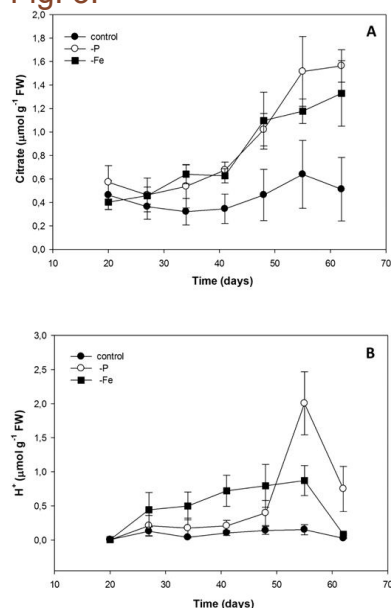 A
control
-P
-Fe
Citrate (µmol g⁻¹ FW)
2,0
1,8
1,6
1,4
1,2
1,0
0,8
0,6
0,4
0,2
0,0
10 20 30 40 50 60 70
Time (days)
B
control
-P
-Fe
H⁺ (µmol g⁻¹ FW)
3,0
2,5
2,0
1,5
1,0
0,5
0,0
10 20 30 40 50 60 70
Time (days)